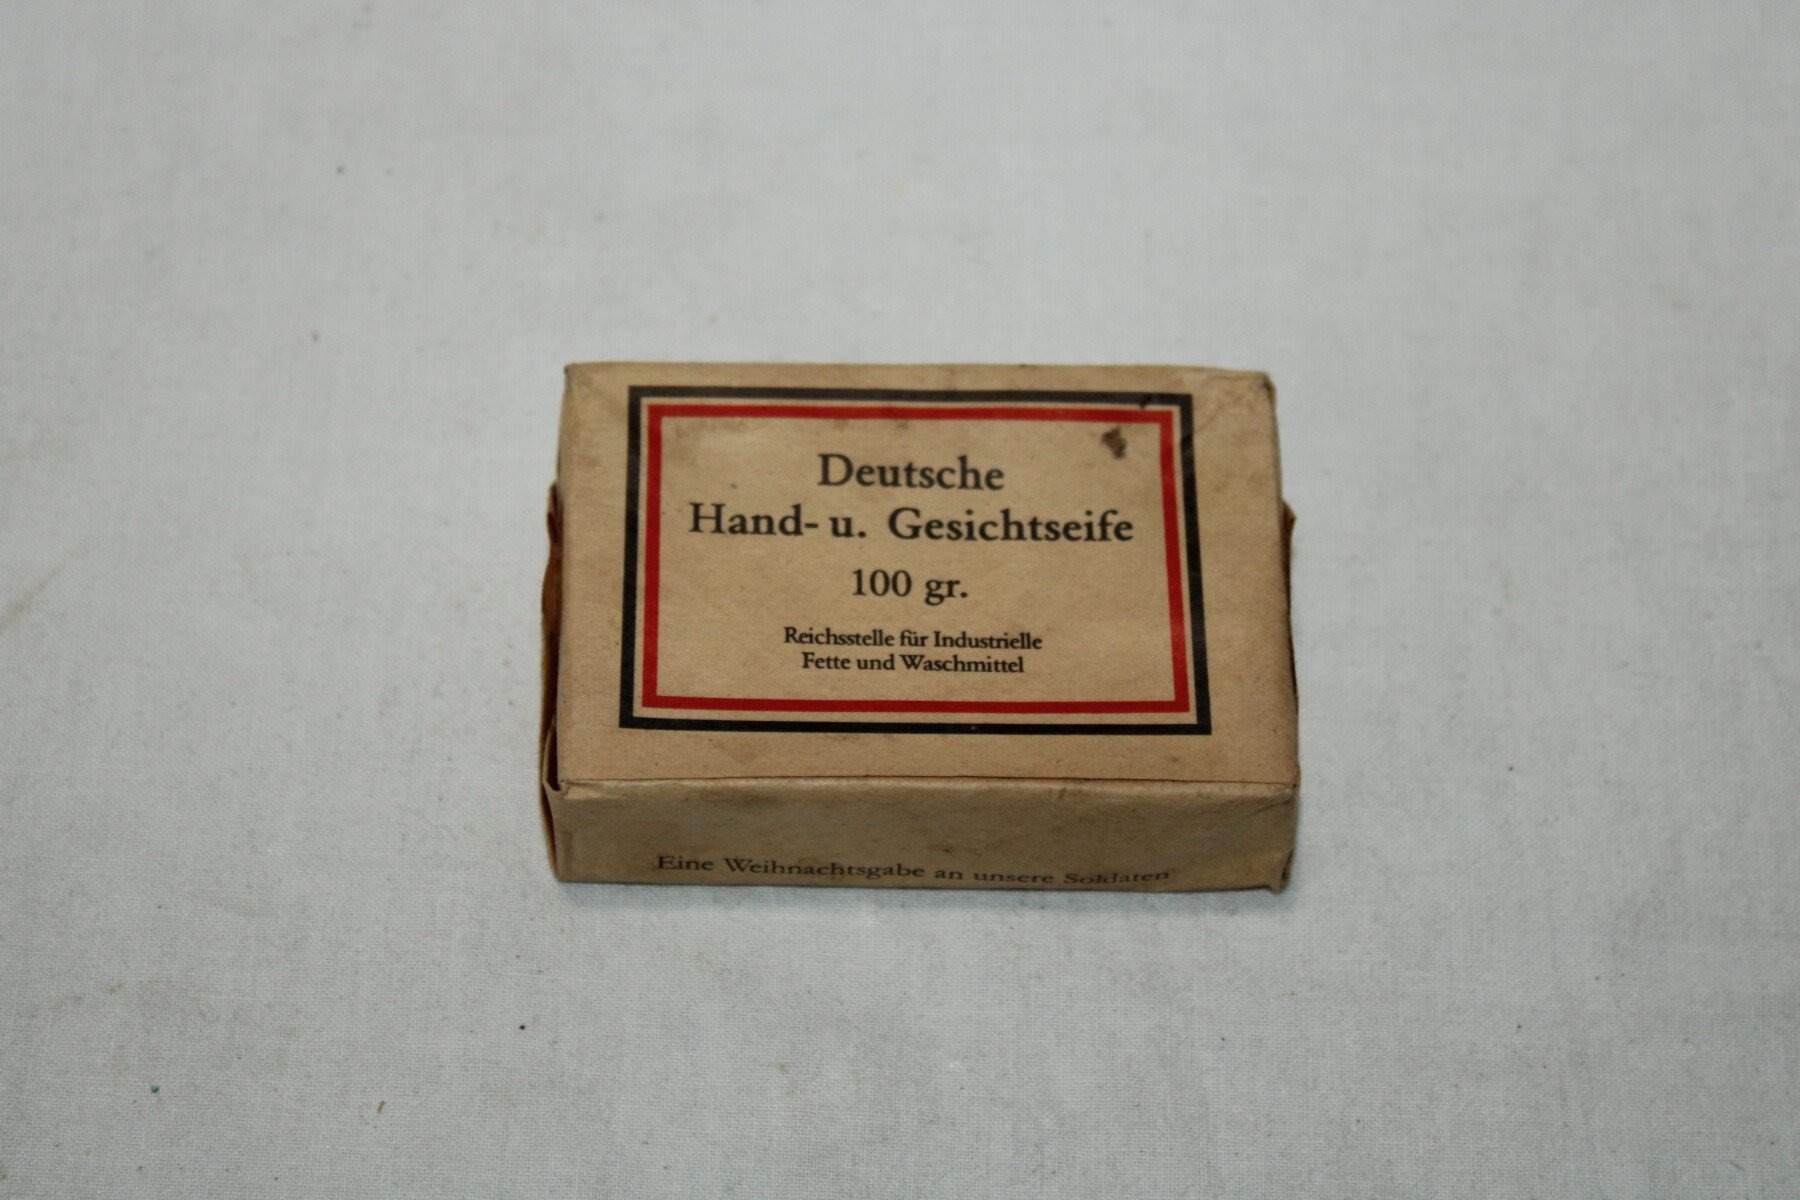 Deutsche
Hand- u. Gesichtseife
100 gr.
Reichsstelle für Industrielle
Fette und Waschmittel
Eine Weihnachtsgabe an unsere Soldaten